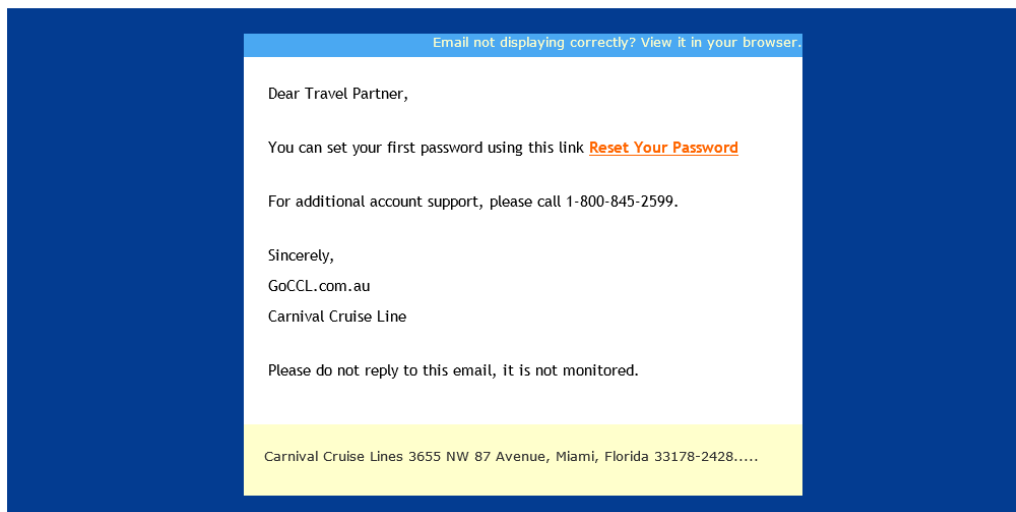 Email not displaying correctly? View it in your browser.
Dear Travel Partner,
You can set your first password using this link Reset Your Password
For additional account support, please call 1-800-845-2599.
Sincerely,
GoCCL.com.au
Carnival Cruise Line
Please do not reply to this email, it is not monitored.
Carnival Cruise Lines 3655 NW 87 Avenue, Miami, Florida 33178-2428.....